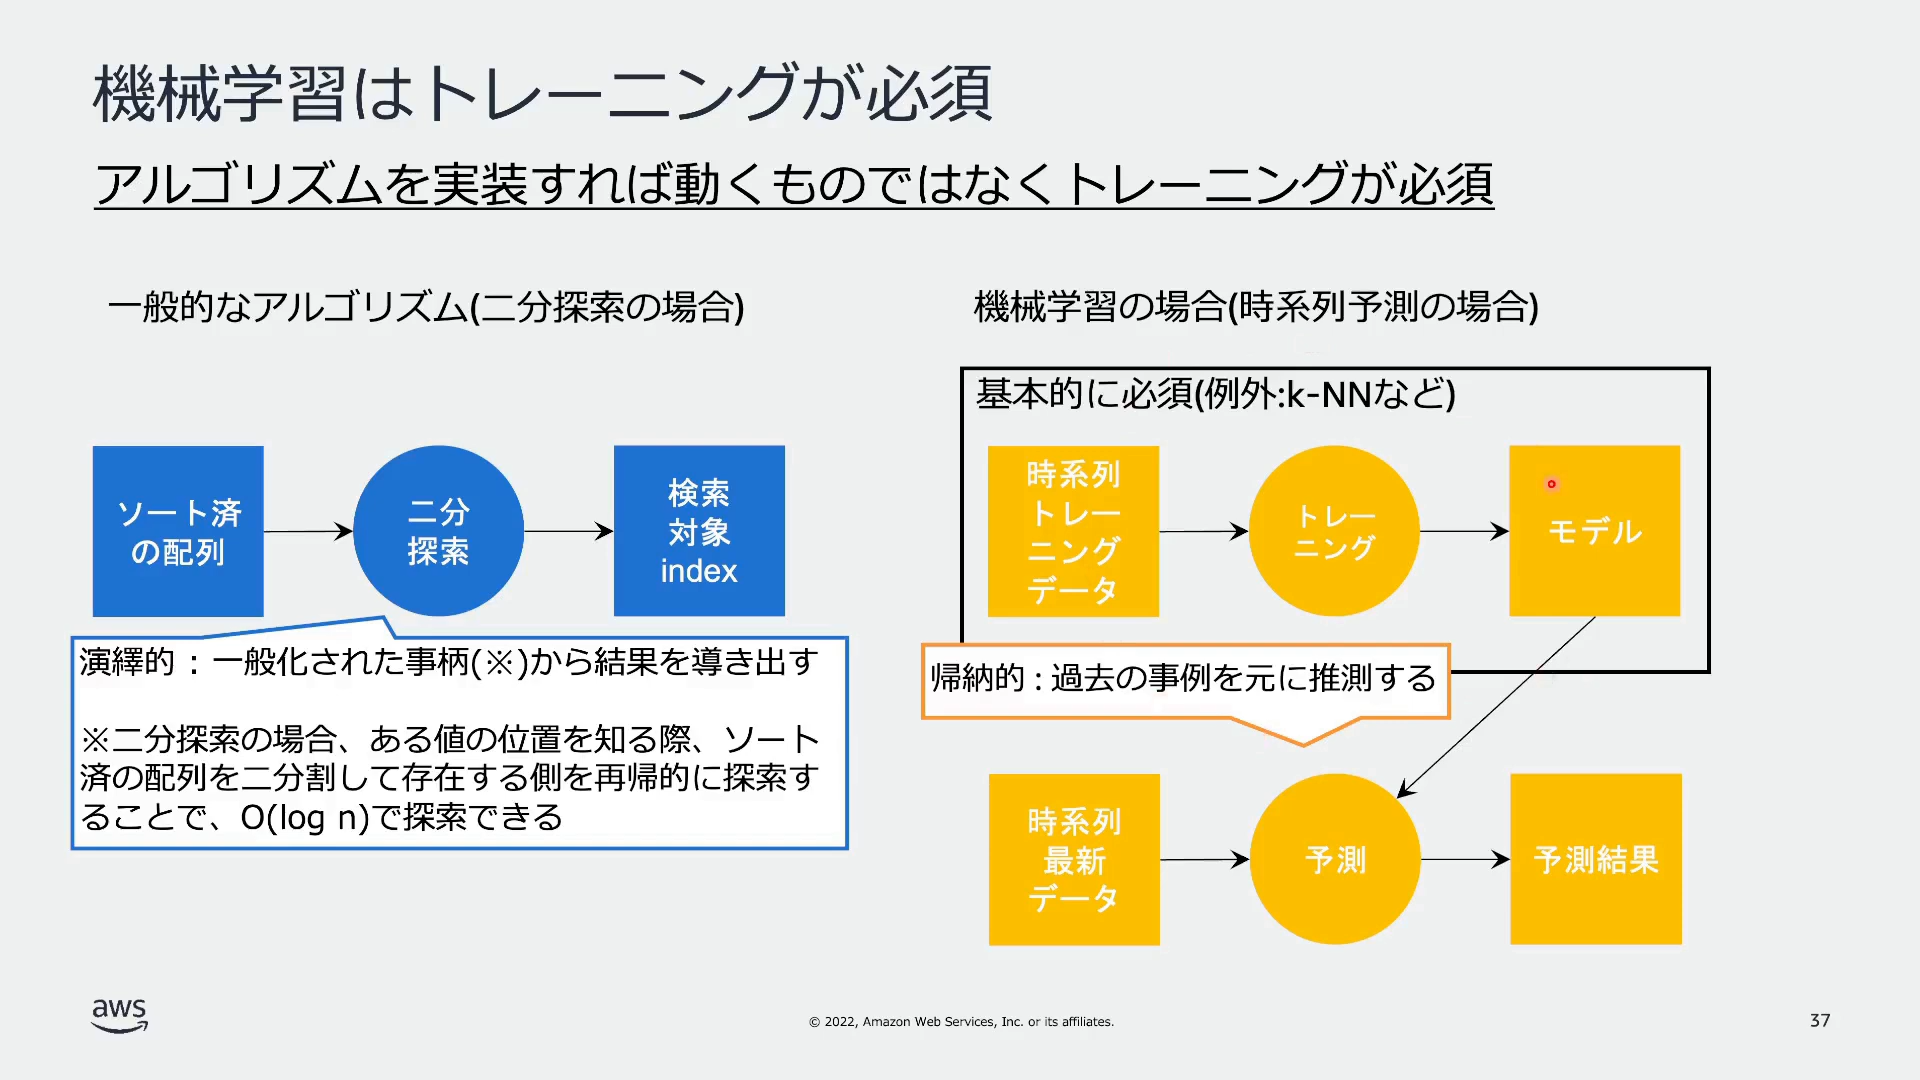 機械学習はトレーニングが必須
アルゴリズムを実装すれば動くものではなくトレーニングが必須
一般的なアルゴリズム(二分探索の場合)
ソート済
の配列
二分
探索
検索
対象
index
演繹的：一般化された事柄(※)から結果を導き出す
※二分探索の場合、ある値の位置を知る際、ソート
済の配列を二分割して存在する側を再帰的に探索す
ることで、O(log n)で探索できる
機械学習の場合(時系列予測の場合)
基本的に必須(例外:k-NNなど)
時系列
トレー
ニング
データ
トレー
ニング
モデル
帰納的 : 過去の事例を元に推測する
時系列
最新
データ
予測
予測結果
aws
© 2022, Amazon Web Services, Inc. or its affiliates.
37